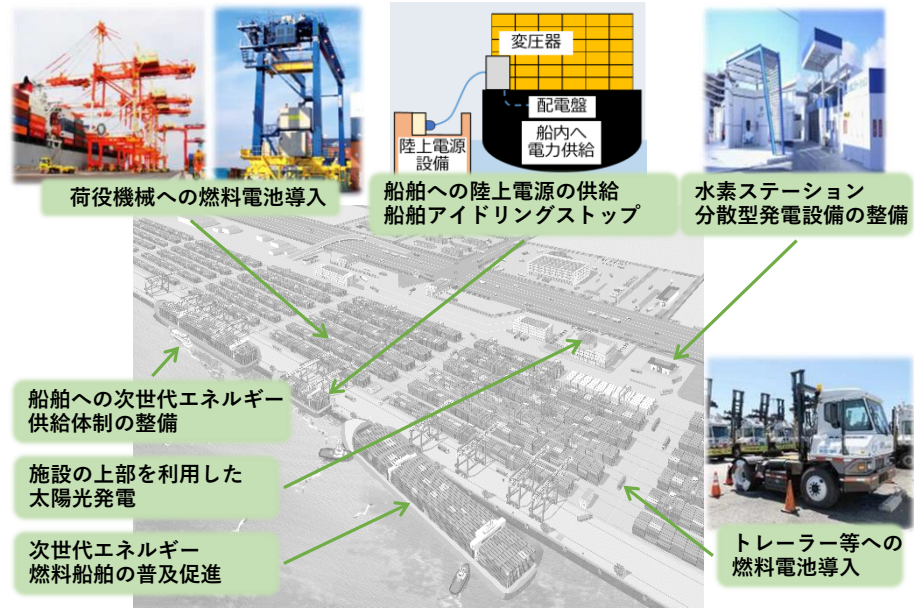 変圧器
配電盤
船内へ
電力供給
陸上電源
設備
荷役機械への燃料電池導入
船舶への陸上電源の供給
船舶アイドリングストップ
水素ステーション
分散型発電設備の整備
船舶への次世代エネルギー
供給体制の整備
施設の上部を利用した
太陽光発電
次世代エネルギー
燃料船舶の普及促進
トレーラー等への
燃料電池導入